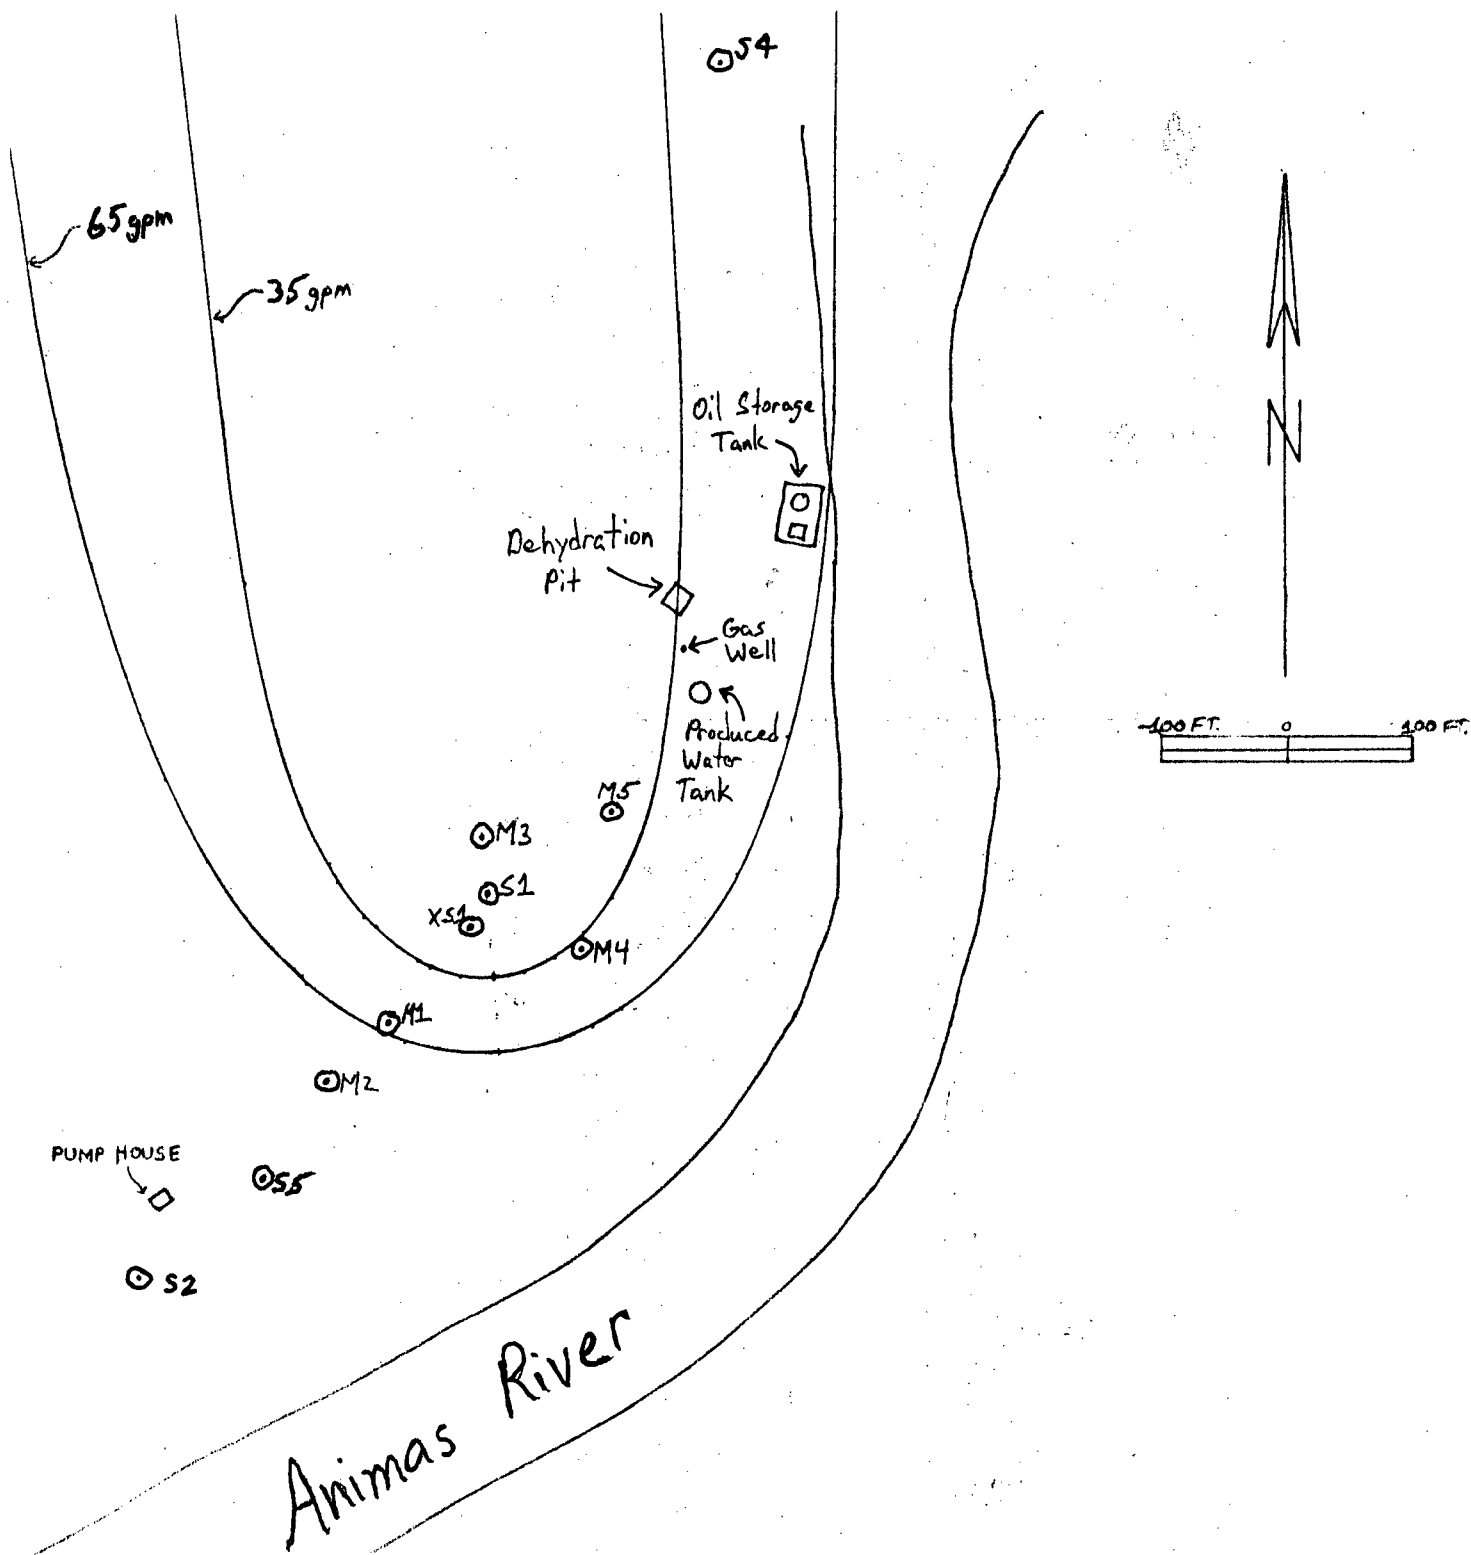 S4
65gpm
35gpm
Oil Storage
Tank
N
Dehydration
Pit
Gas
Well
-100 FT. 0 100 FT.
Produced
Water
Tank
M5
M3
S1
XS1
M4
M1
M2
PUMP HOUSE
S5
S2
Animas River